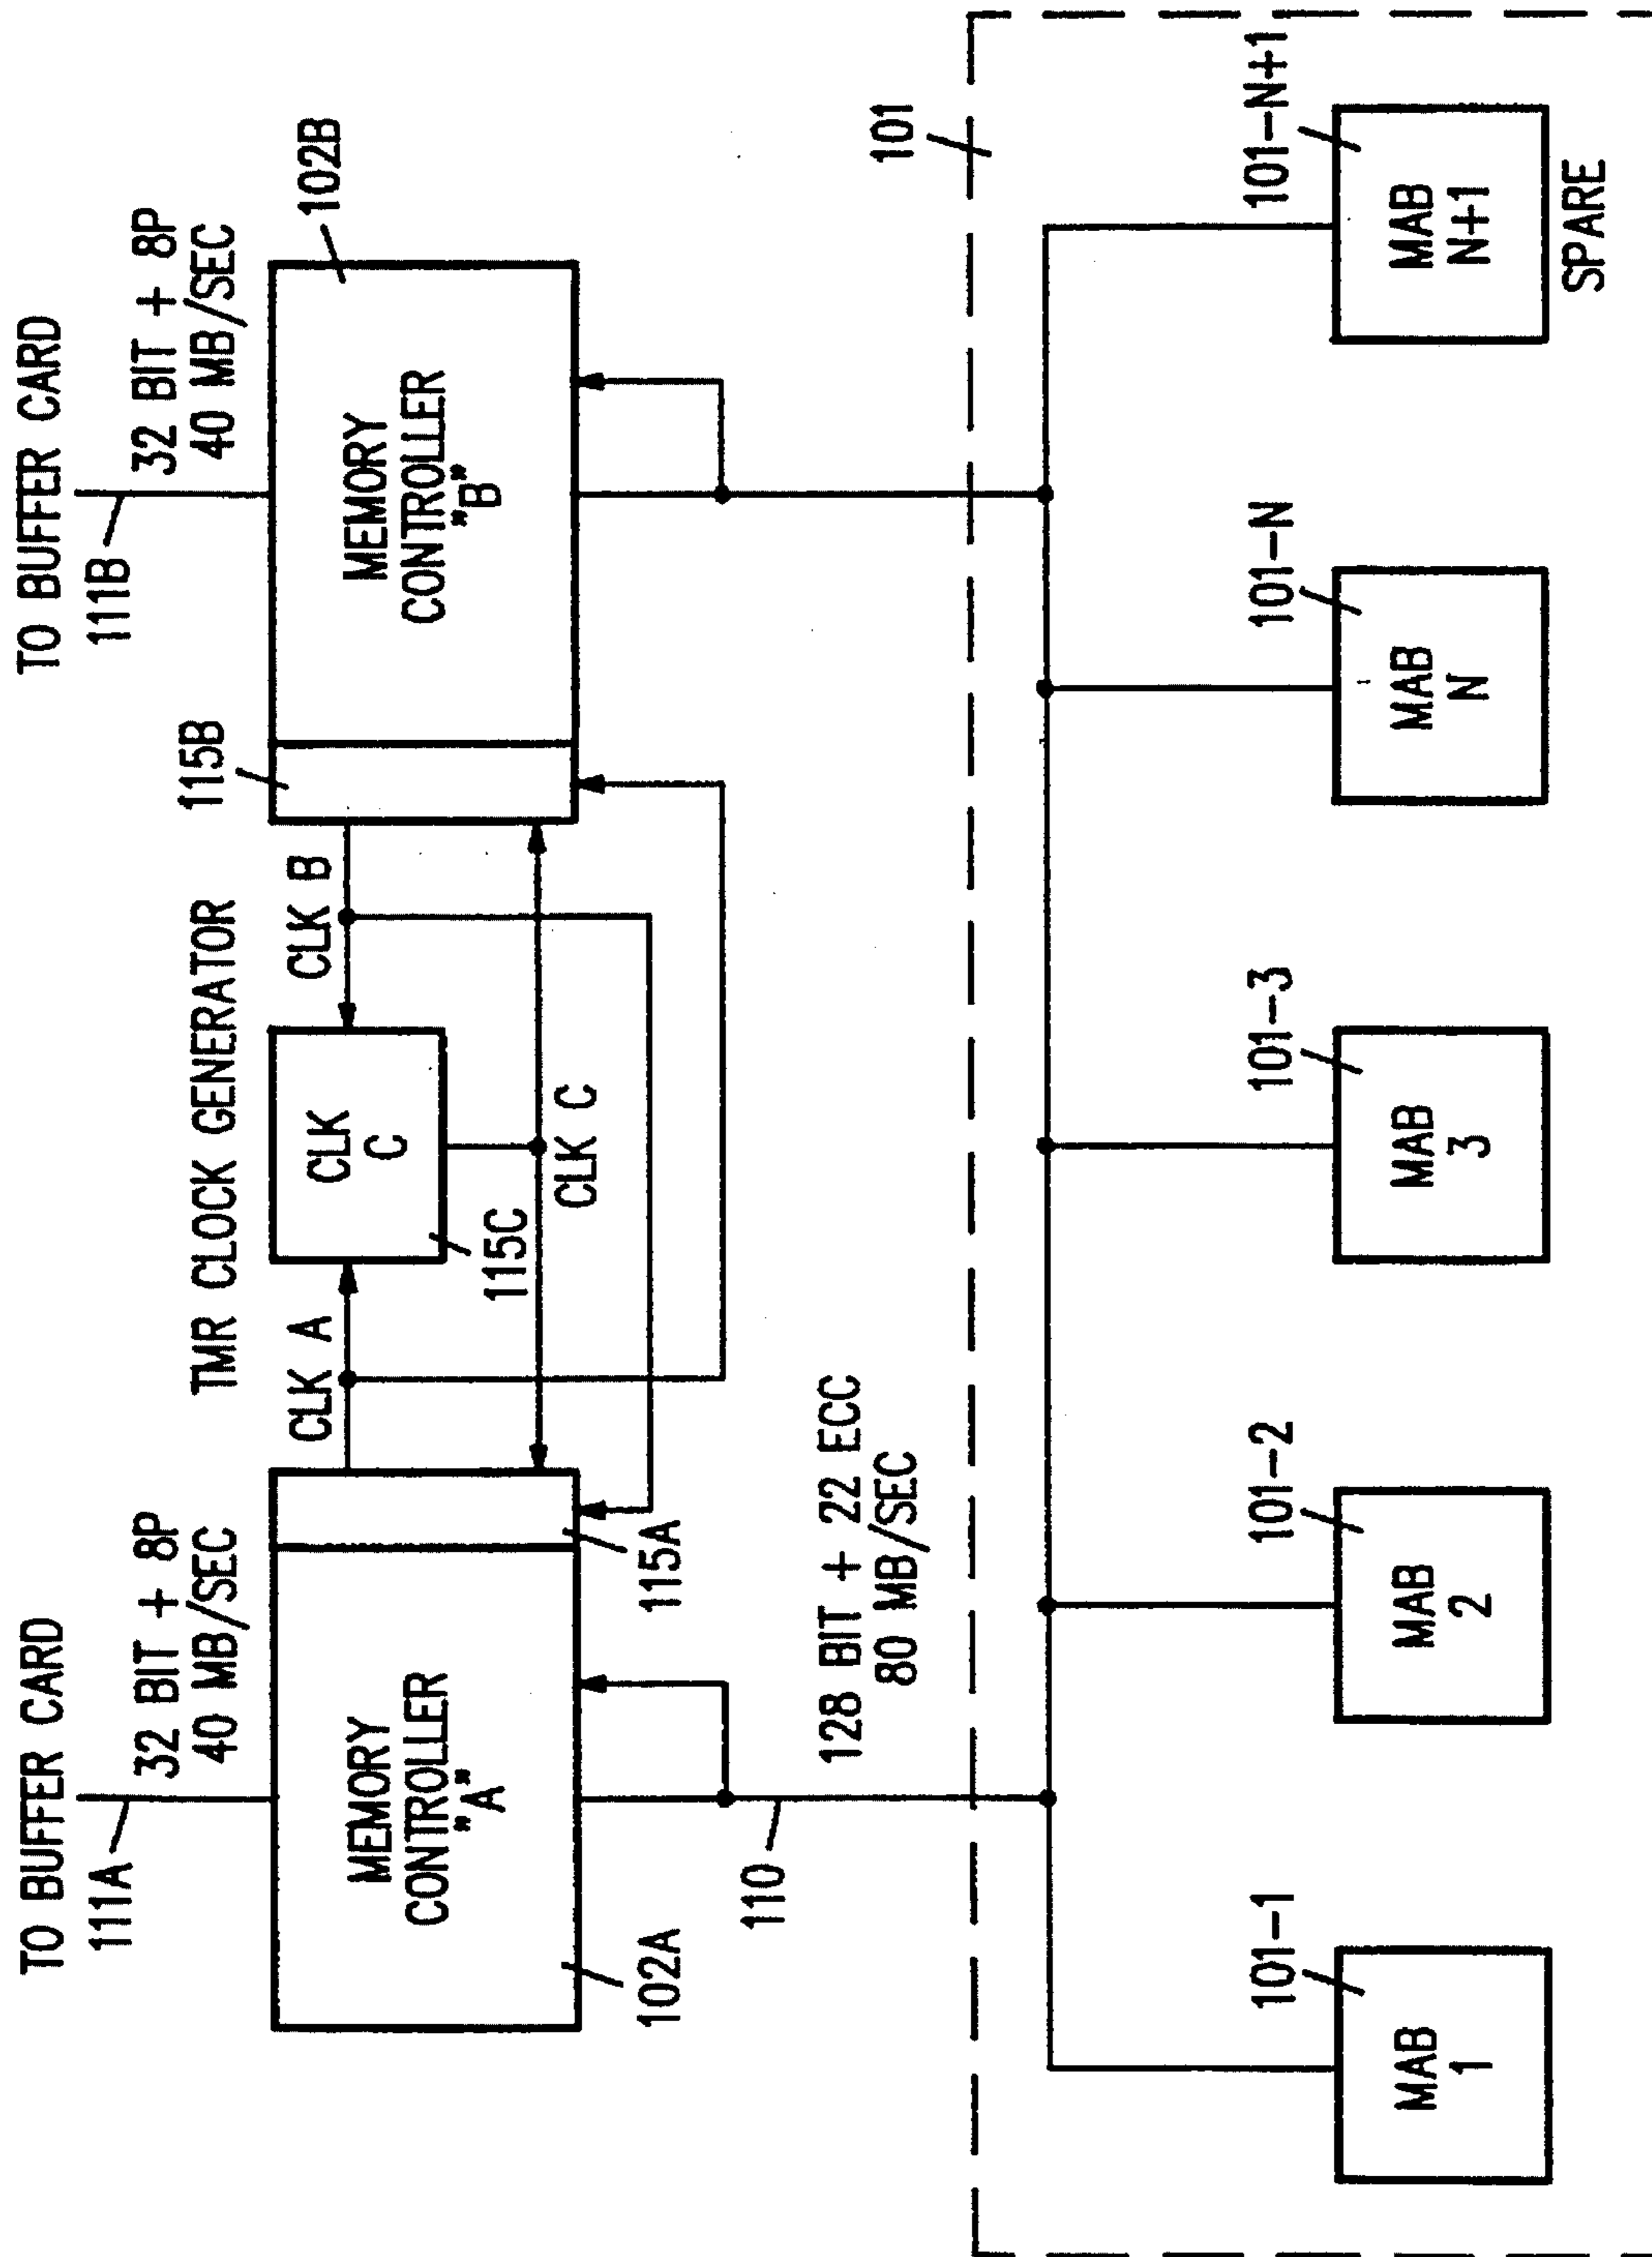 TO BUFFER CARD
111A
32 BIT + 8P
40 MB/SEC
TO BUFFER CARD
111B
32 BIT + 8P
40 MB/SEC
TMR CLOCK GENERATOR
102B
115B
MEMORY
CONTROLLER
"A"
102A
115A
CLK A
CLK
C
115C
CLK B
CLK C
MEMORY
CONTROLLER
"B"
110
128 BIT + 22 ECC
80 MB/SEC
101
101-1
MAB
1
101-2
MAB
2
101-3
MAB
3
101-N
MAB
N
101-N+1
MAB
N+1
SPARE